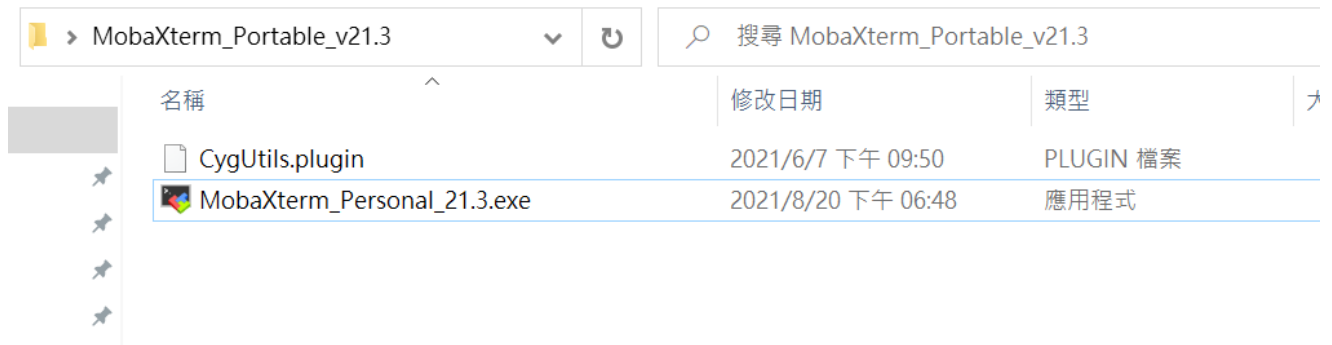 MobaXterm_Portable_v21.3 搜尋 MobaXterm_Portable_v21.3
名稱 修改日期 類型
CygUtils.plugin 2021/6/7 下午 09:50 PLUGIN 檔案
MobaXterm_Personal_21.3.exe 2021/8/20 下午 06:48 應用程式